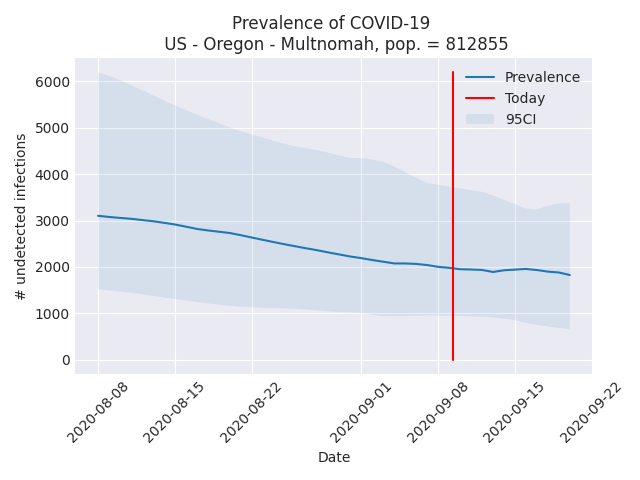 Prevalence of COVID-19
US - Oregon - Multnomah, pop. = 812855
# undetected infections
6000
5000
4000
3000
2000
1000
0
Prevalence
Today
95CI
2020-08-08
2020-08-15
2020-08-22
2020-09-01
2020-09-08
2020-09-15
2020-09-22
Date